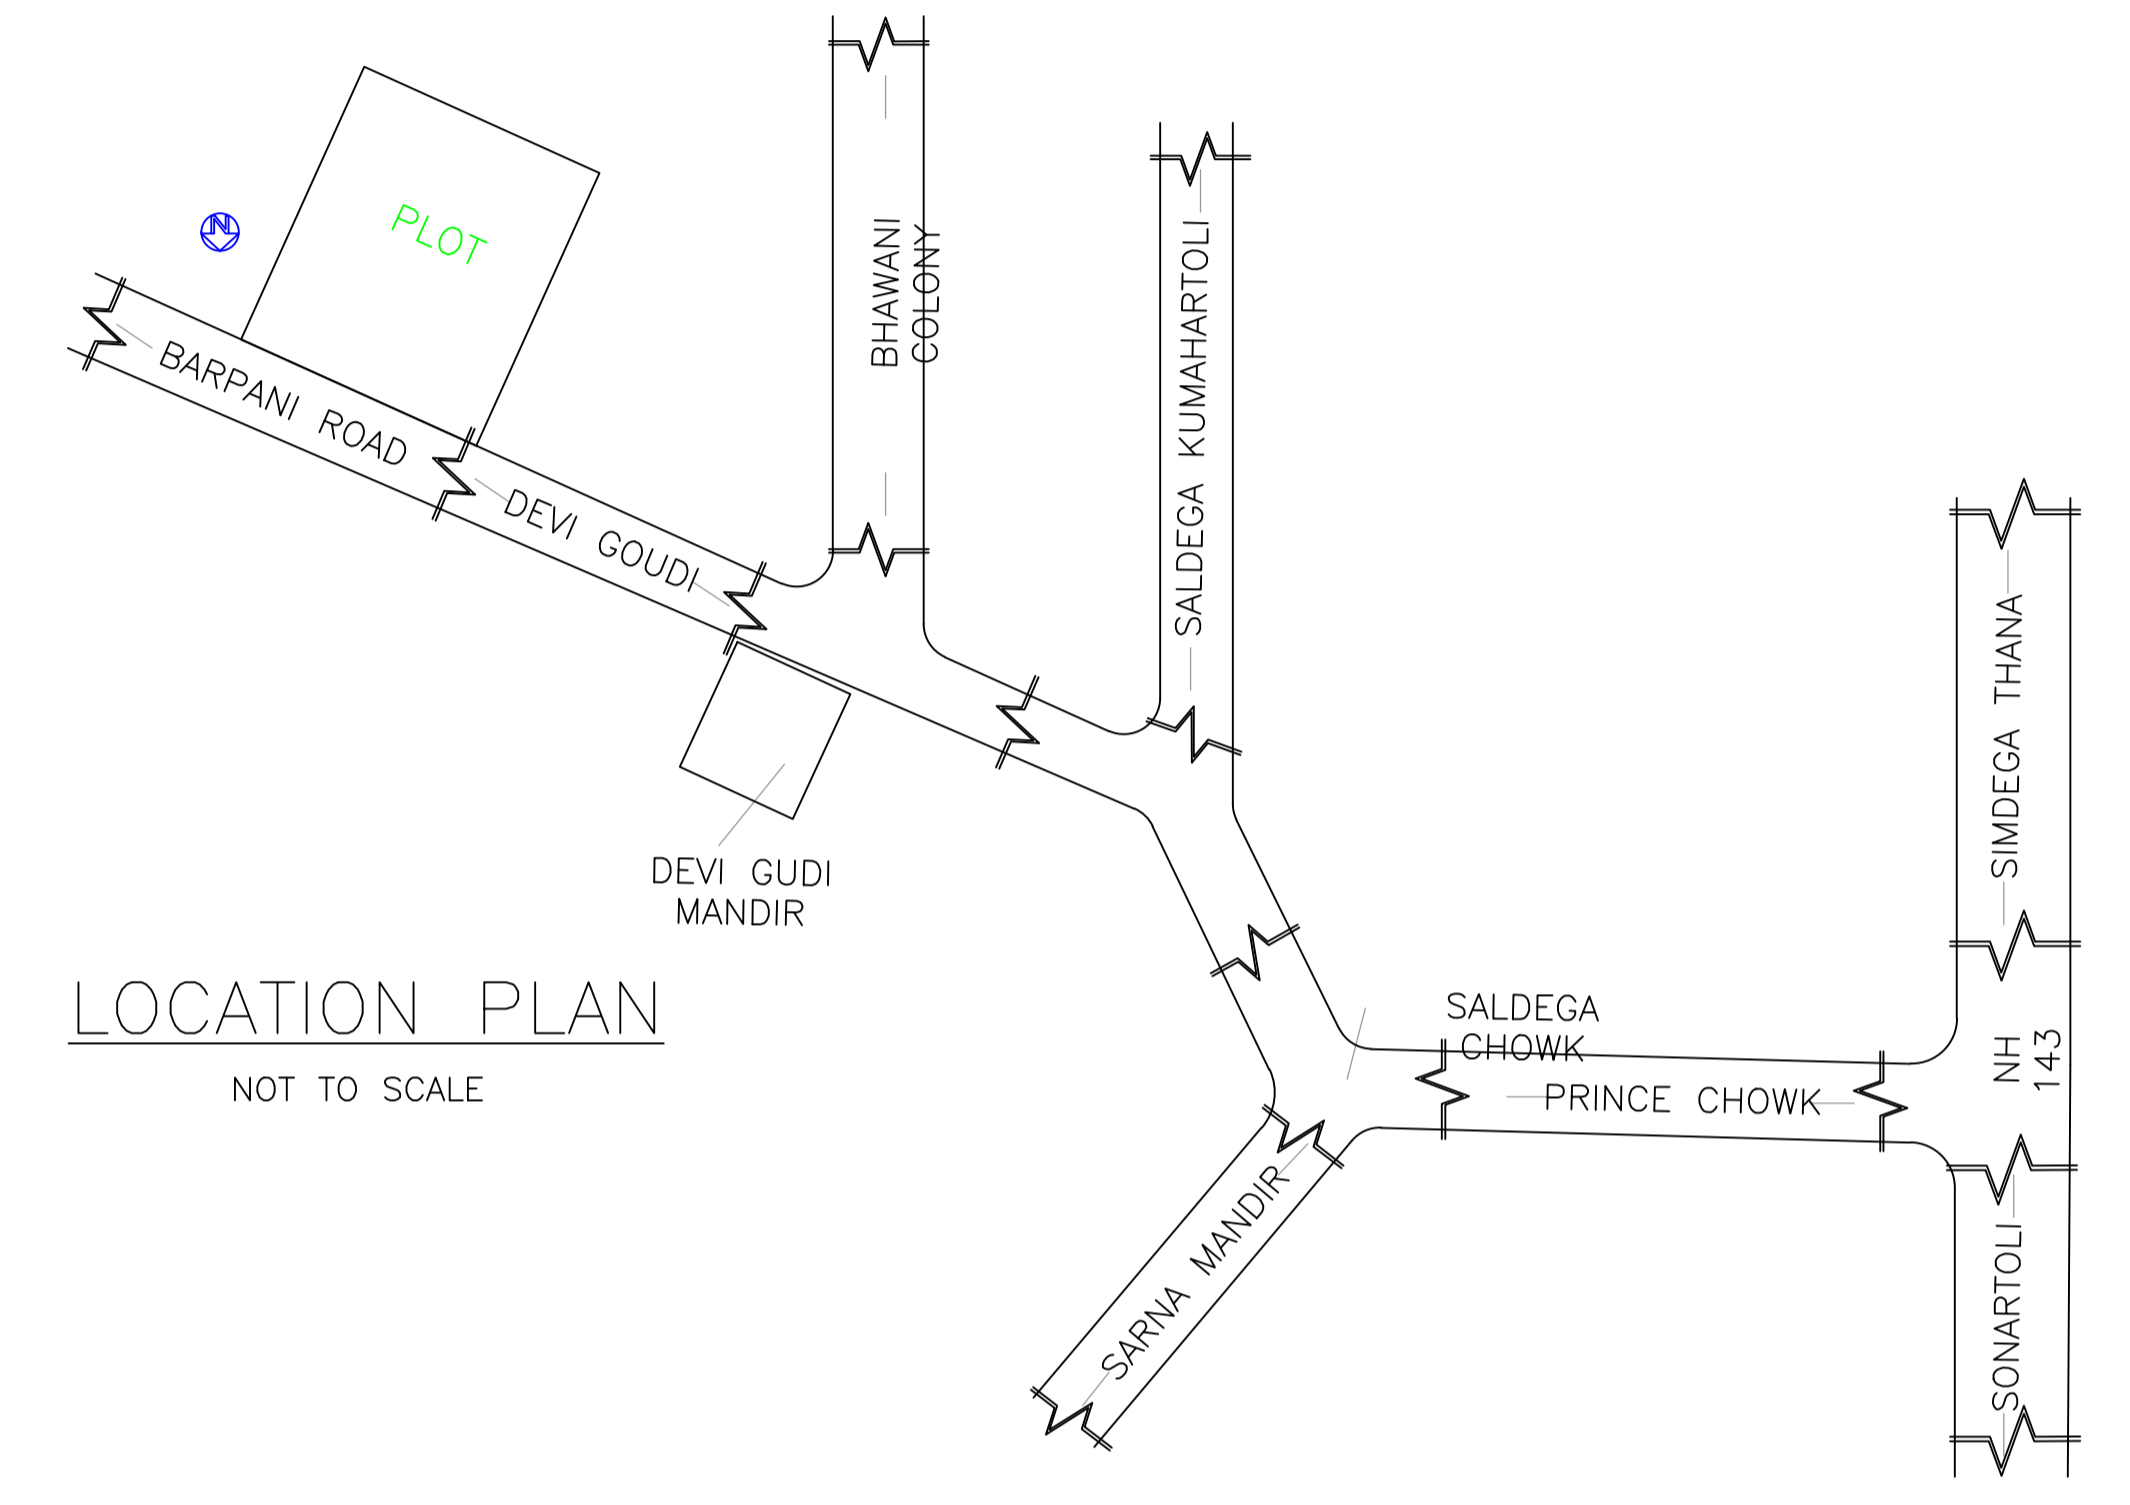 PLOT
N
BARPANI ROAD
DEVI GOUDI
BHAWANI
COLONY
SALDEGA KUMAHARTOLI
DEVI GUDI
MANDIR
LOCATION PLAN
NOT TO SCALE
SALDEGA
CHOWK
PRINCE CHOWK
SARNA MANDIR
SIMDEGA THANA
NH
143
SONARTOLI